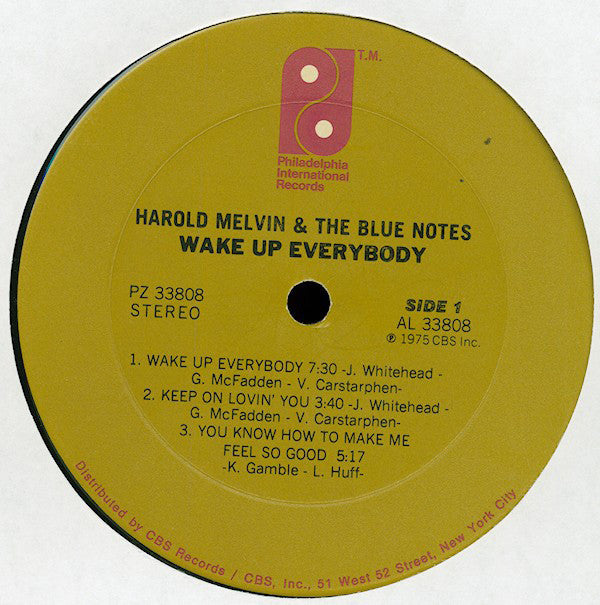 T.M.
Philadelphia
International
Records
HAROLD MELVIN & THE BLUE NOTES
WAKE UP EVERYBODY
PZ 33808
STEREO
SIDE 1
AL 33808
℗ 1975 CBS Inc.
1. WAKE UP EVERYBODY 7:30 -J. Whitehead -
G. McFadden - V. Carstarphen-
2. KEEP ON LOVIN' YOU 3:40 -J. Whitehead -
G. McFadden - V. Carstarphen-
3. YOU KNOW HOW TO MAKE ME
FEEL SO GOOD 5:17
-K. Gamble - L. Huff-
Distributed by CBS Records / CBS, Inc., 51 West 52 Street, New York City